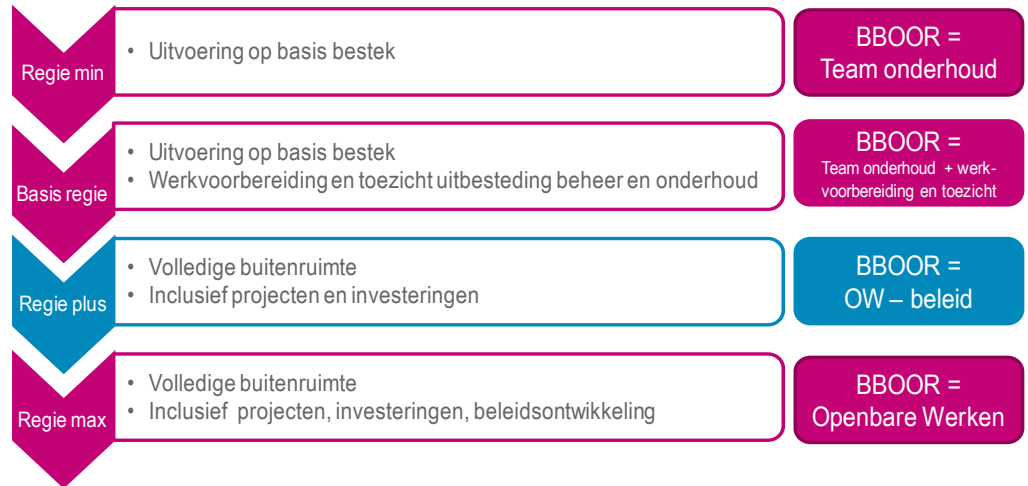 Regie min
• Uitvoering op basis bestek
BBOOR =
Team onderhoud
Basis regie
• Uitvoering op basis bestek
• Werkvoorbereiding en toezicht uitbesteding beheer en onderhoud
BBOOR =
Team onderhoud + werk-
voorbereiding en toezicht
Regie plus
• Volledige buitenruimte
• Inclusief projecten en investeringen
BBOOR =
OW – beleid
Regie max
• Volledige buitenruimte
• Inclusief projecten, investeringen, beleidsontwikkeling
BBOOR =
Openbare Werken